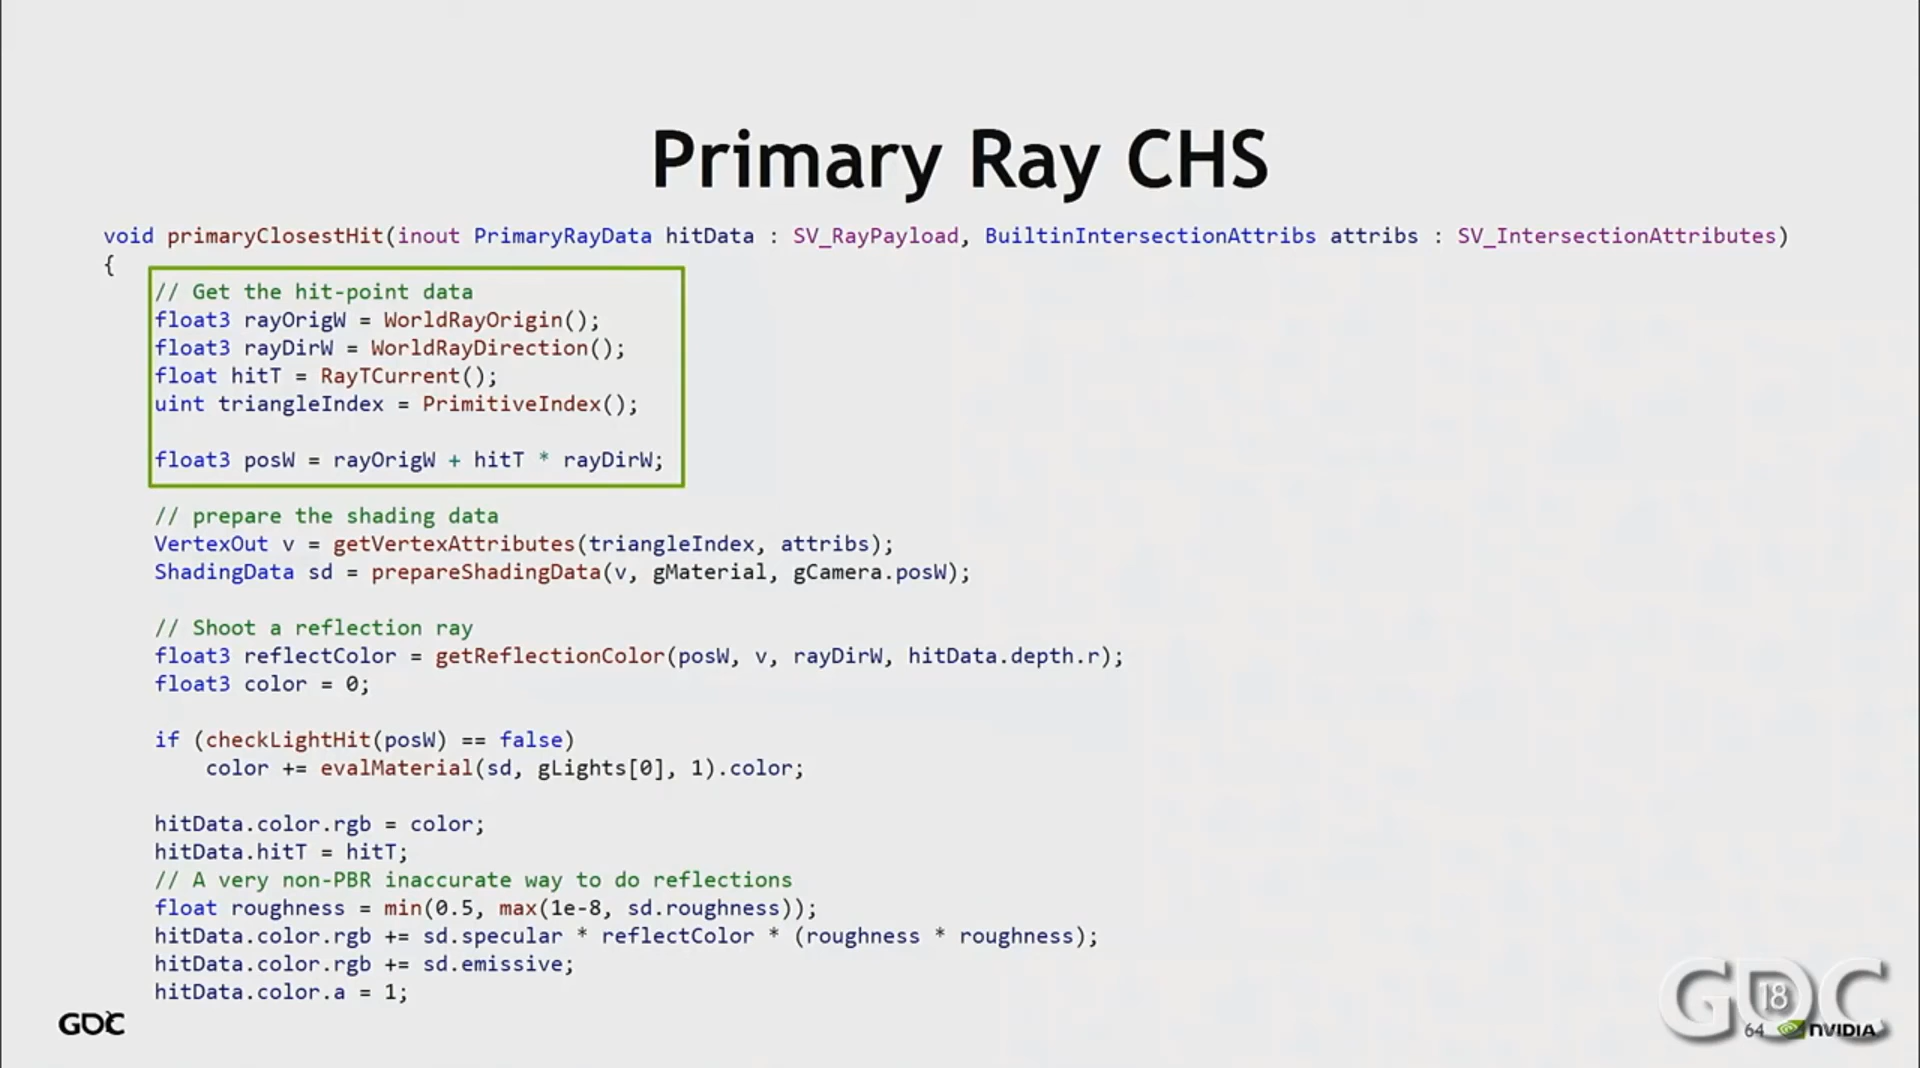 Primary Ray CHS
void primaryClosestHit(inout PrimaryRayData hitData : SV_RayPayload, BuiltinIntersectionAttribs attribs : SV_IntersectionAttributes)
{
// Get the hit-point data
float3 rayOrigW = WorldRayOrigin();
float3 rayDirW = WorldRayDirection();
float hitT = RayTCurrent();
uint triangleIndex = PrimitiveIndex();
float3 posW = rayOrigW + hitT * rayDirW;
// prepare the shading data
VertexOut v = getVertexAttributes(triangleIndex, attribs);
ShadingData sd = prepareShadingData(v, gMaterial, gCamera.posW);
// Shoot a reflection ray
float3 reflectColor = getReflectionColor(posW, v, rayDirW, hitData.depth.r);
float3 color = 0;
if (checkLightHit(posW) == false)
color += evalMaterial(sd, gLights[0], 1).color;
hitData.color.rgb = color;
hitData.hitT = hitT;
// A very non-PBR inaccurate way to do reflections
float roughness = min(0.5, max(1e-8, sd.roughness));
hitData.color.rgb += sd.specular * reflectColor * (roughness * roughness);
hitData.color.rgb += sd.emissive;
hitData.color.a = 1;
GDC
GDC 18
64 NVIDIA